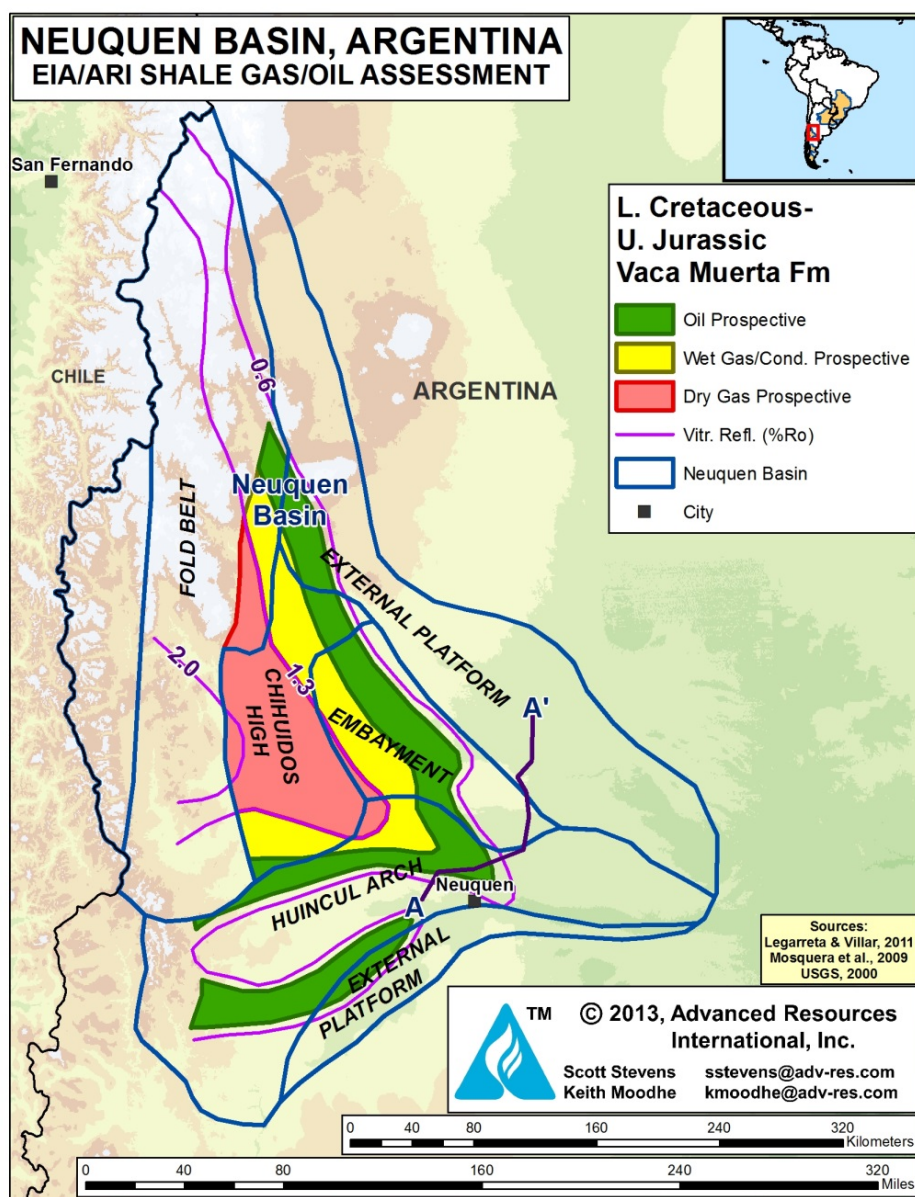 NEUQUEN BASIN, ARGENTINA
EIA/ARI SHALE GAS/OIL ASSESSMENT
San Fernando
CHILE
ARGENTINA
0.6
Neuquen
Basin
FOLD BELT
EXTERNAL PLATFORM
2.0
1.3
CHIHUIDOS
HIGH
EMBAYMENT
A'
HUINCUL ARCH
Neuquen
A
EXTERNAL
PLATFORM
L. Cretaceous-
U. Jurassic
Vaca Muerta Fm
Oil Prospective
Wet Gas/Cond. Prospective
Dry Gas Prospective
Vitr. Refl. (%Ro)
Neuquen Basin
City
Sources:
Legarreta & Villar, 2011
Mosquera et al., 2009
USGS, 2000
TM
© 2013, Advanced Resources
International, Inc.
Scott Stevens sstevens@adv-res.com
Keith Moodhe kmoodhe@adv-res.com
0 40 80 160 240 320
Kilometers
0 40 80 160 240 320
Miles